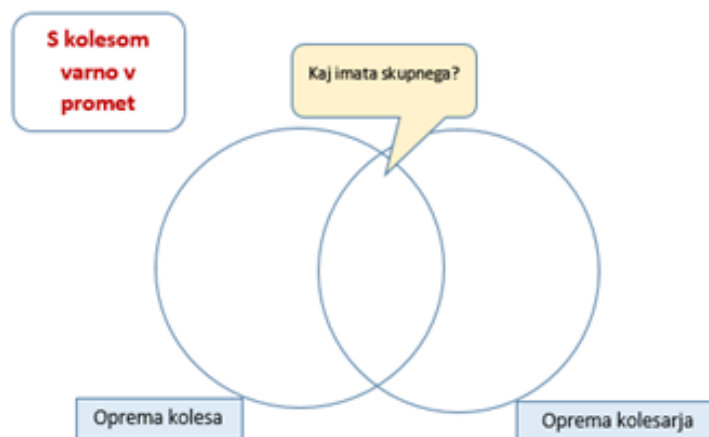 S kolesom
varno v
promet
Kaj imata skupnega?
Oprema kolesa
Oprema kolesarja